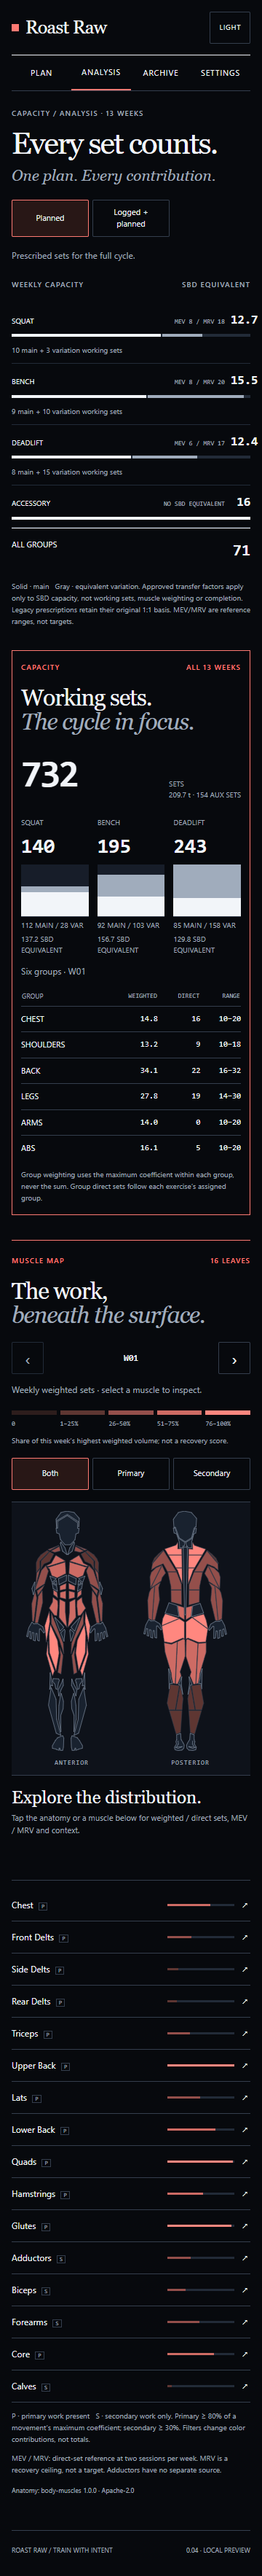 Roast Raw
LIGHT
PLAN
ANALYSIS
ARCHIVE
SETTINGS
CAPACITY / ANALYSIS · 13 WEEKS
Every set counts.
One plan. Every contribution.
Planned
Logged +
planned
Prescribed sets for the full cycle.
WEEKLY CAPACITY
SBD EQUIVALENT
SQUAT
MEV 8 / MRV 18 12.7
10 main + 3 variation working sets
BENCH
MEV 8 / MRV 20 15.5
9 main + 10 variation working sets
DEADLIFT
MEV 6 / MRV 17 12.4
8 main + 15 variation working sets
ACCESSORY
NO SBD EQUIVALENT 16
ALL GROUPS
71
Solid · main Gray · equivalent variation. Approved transfer factors apply
only to SBD capacity, not working sets, muscle weighting or completion.
Legacy prescriptions retain their original 1:1 basis. MEV/MRV are reference
ranges, not targets.
CAPACITY
ALL 13 WEEKS
Working sets.
The cycle in focus.
732
SETS
209.7 t · 154 AUX SETS
SQUAT
BENCH
DEADLIFT
140
195
243
112 MAIN / 28 VAR
92 MAIN / 103 VAR
85 MAIN / 158 VAR
137.2 SBD
EQUIVALENT
156.7 SBD
EQUIVALENT
129.8 SBD
EQUIVALENT
Six groups · W01
GROUP WEIGHTED DIRECT RANGE
CHEST 14.8 16 10–20
SHOULDERS 13.2 9 10–18
BACK 34.1 22 16–32
LEGS 27.8 19 14–30
ARMS 14.0 0 10–20
ABS 16.1 5 10–20
Group weighting uses the maximum coefficient within each group,
never the sum. Group direct sets follow each exercise's assigned
group.
MUSCLE MAP
16 LEAVES
The work,
beneath the surface.
‹
W01
›
Weekly weighted sets · select a muscle to inspect.
0 1–25% 26–50% 51–75% 76–100%
Share of this week's highest weighted volume; not a recovery score.
Both
Primary
Secondary
ANTERIOR
POSTERIOR
Explore the distribution.
Tap the anatomy or a muscle below for weighted / direct sets, MEV
/ MRV and context.
Chest P ↗
Front Delts P ↗
Side Delts P ↗
Rear Delts P ↗
Triceps P ↗
Upper Back P ↗
Lats P ↗
Lower Back P ↗
Quads P ↗
Hamstrings P ↗
Glutes P ↗
Adductors S ↗
Biceps S ↗
Forearms S ↗
Core P ↗
Calves S ↗
P · primary work present S · secondary work only. Primary ≥ 80% of a
movement's maximum coefficient; secondary ≥ 30%. Filters change color
contributions, not totals.
MEV / MRV: direct-set reference at two sessions per week. MRV is a
recovery ceiling, not a target. Adductors have no separate source.
Anatomy: body-muscles 1.0.0 · Apache-2.0
ROAST RAW / TRAIN WITH INTENT
0.04 · LOCAL PREVIEW